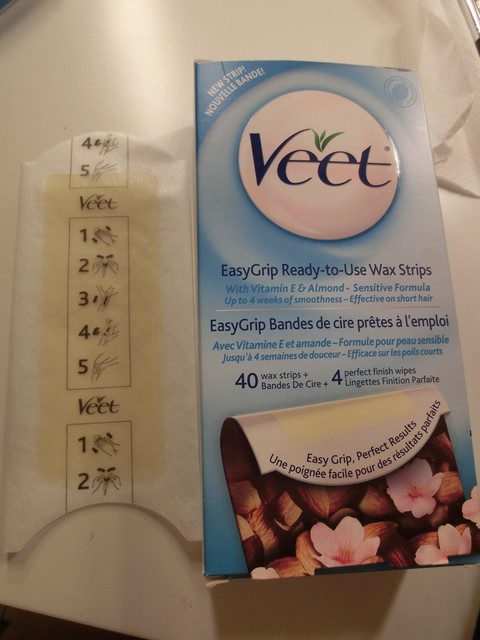 4
5
Veet
1.
2
3
4
5
Veet
1.
2
NEW STRIP!
NOUVELLE BANDE!
Veet®
EasyGrip Ready-to-Use Wax Strips
With Vitamin E & Almond - Sensitive Formula
Up to 4 weeks of smoothness - Effective on short hair
EasyGrip Bandes de cire prêtes à l'emploi
Avec Vitamine E et amande - Formule pour peau sensible
Jusqu'à 4 semaines de douceur - Efficace sur les poils courts
40 wax strips + 4 perfect finish wipes
Bandes De Cire + Lingettes Finition Parfaite
Easy Grip, Perfect Results
Une poignée facile pour des résultats parfaits